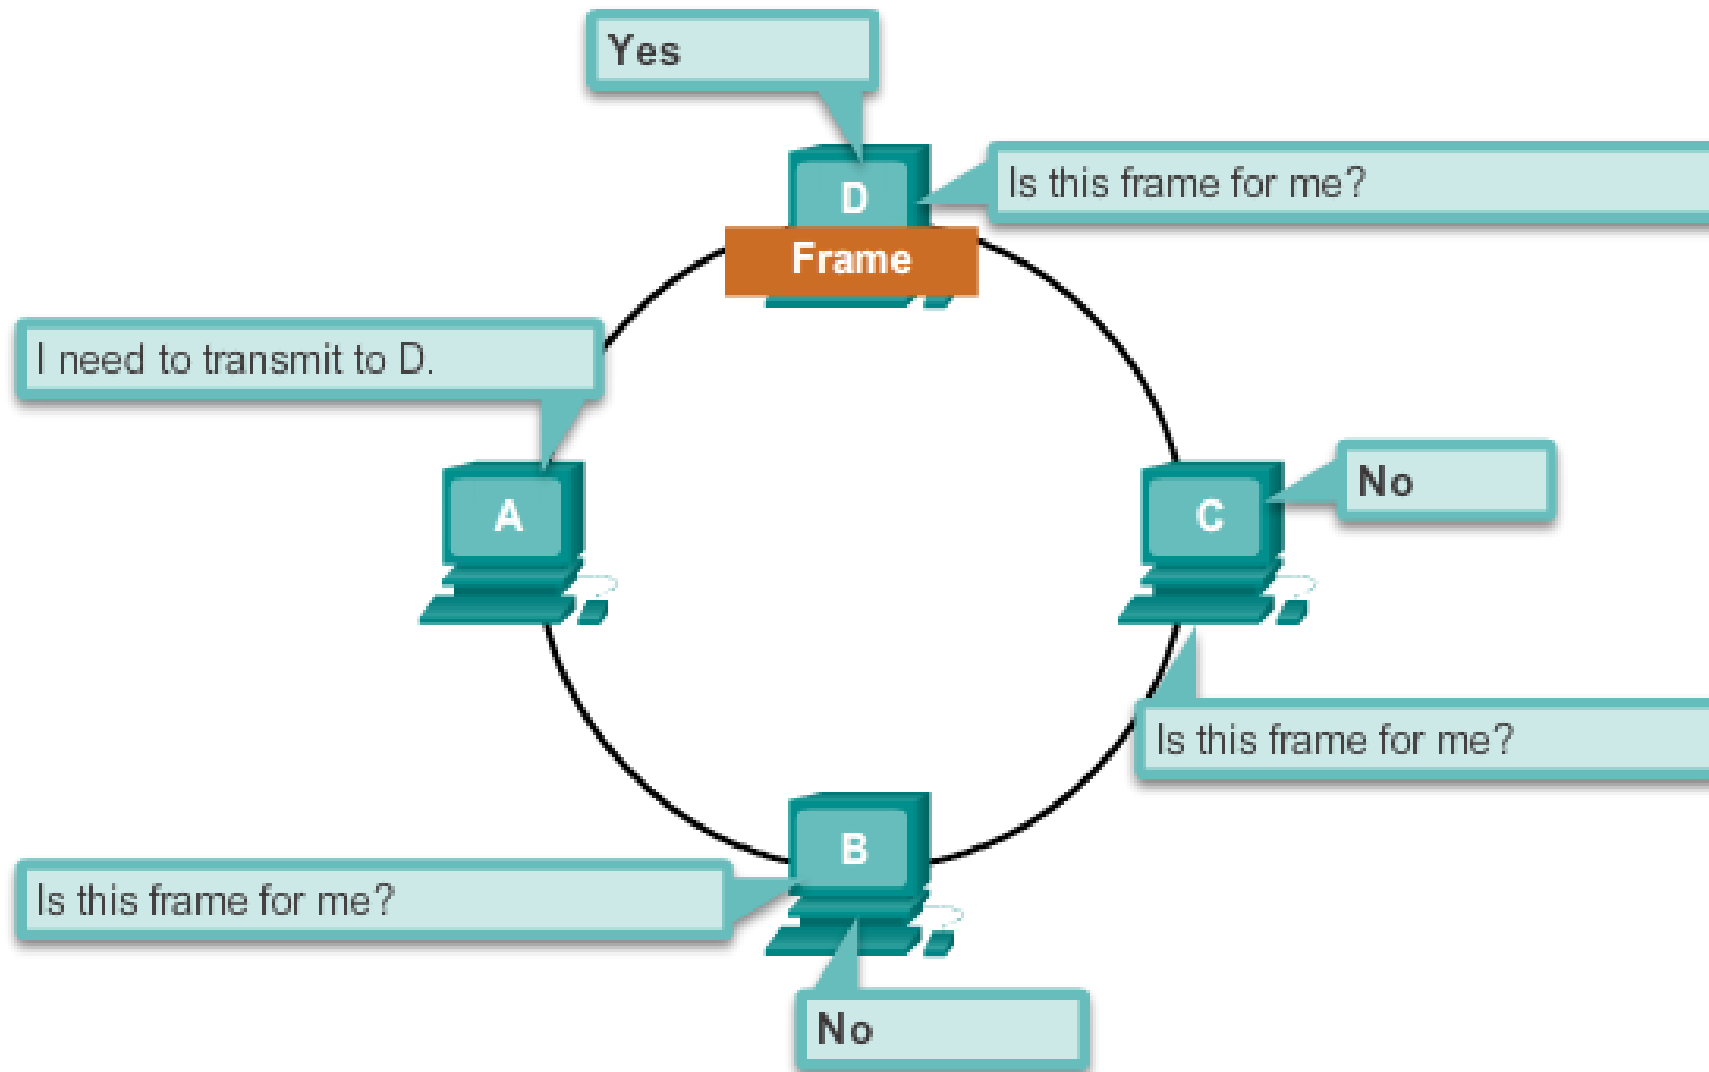 Yes
D
Is this frame for me?
Frame
I need to transmit to D.
A
C
No
Is this frame for me?
B
Is this frame for me?
No